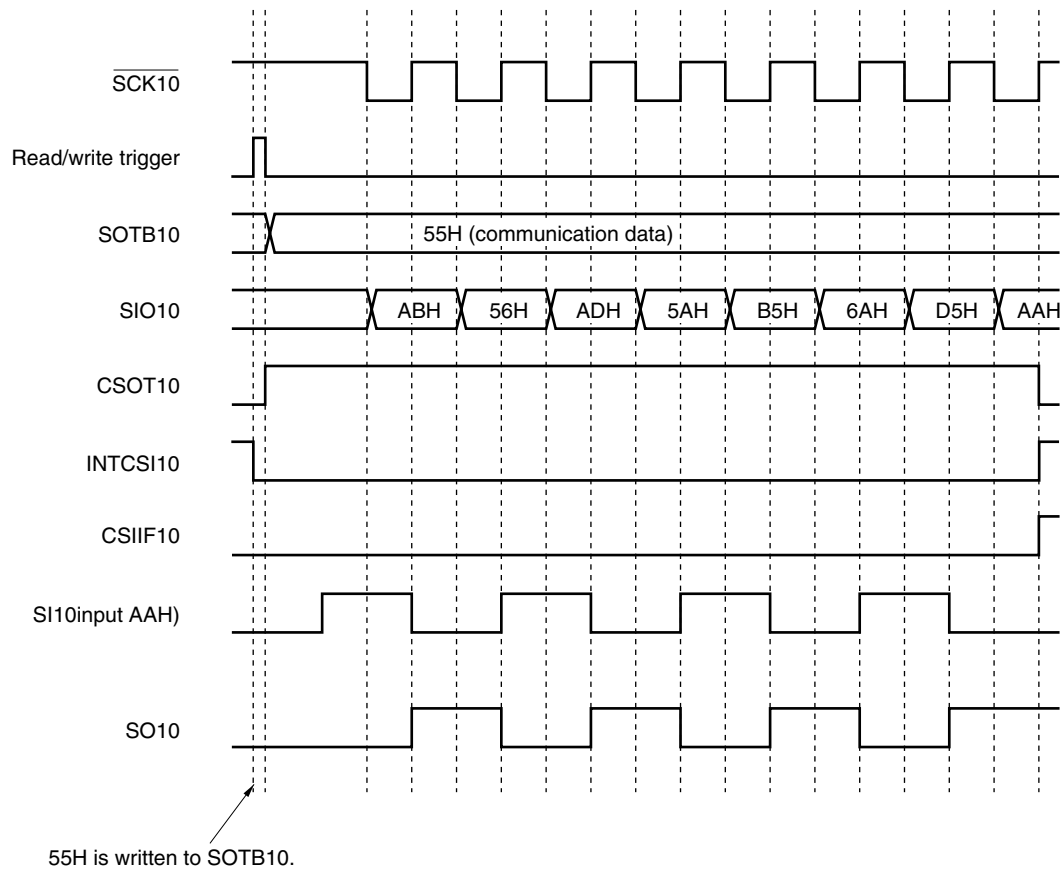 SCK10
Read/write trigger
SOTB10
55H (communication data)
SIO10
ABH 56H ADH 5AH B5H 6AH D5H AAH
CSOT10
INTCSI10
CSIIF10
SI10input AAH)
SO10
55H is written to SOTB10.